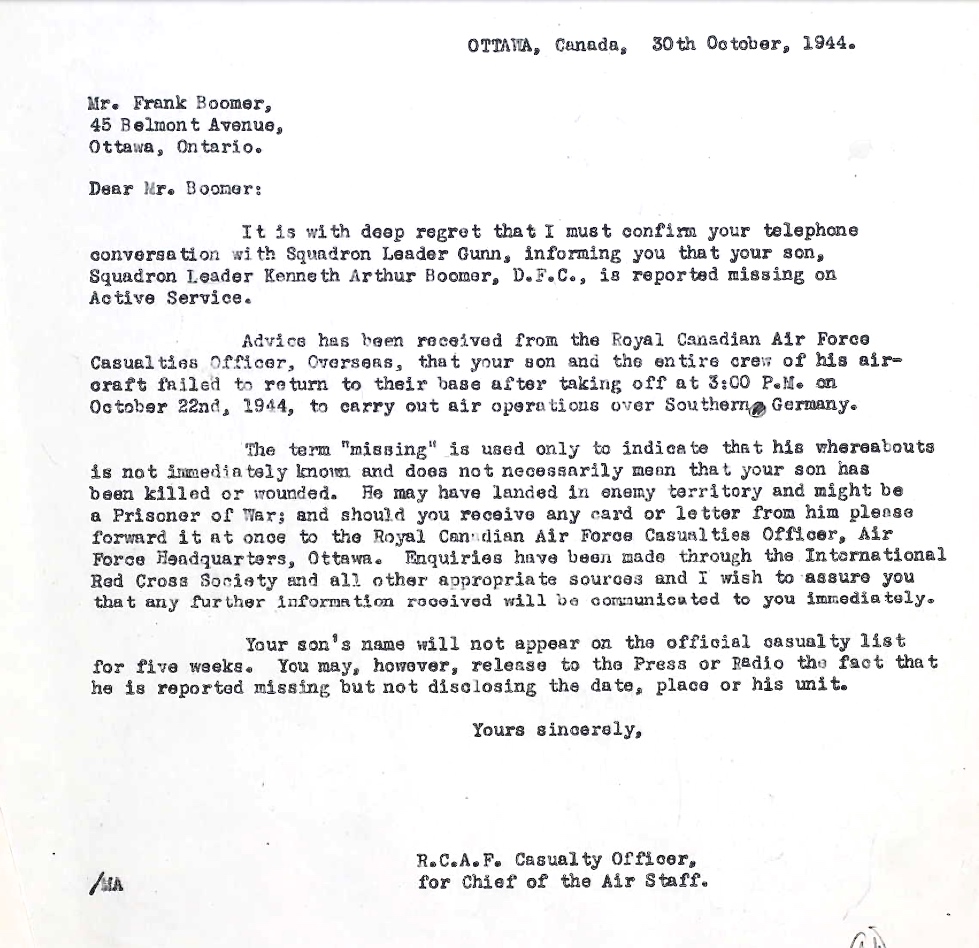 OTTAWA, Canada, 30th October, 1944.
Mr. Frank Boomer,
45 Belmont Avenue,
Ottawa, Ontario.
Dear Mr. Boomer:
It is with deep regret that I must confirm your telephone
conversation with Squadron Leader Gunn, informing you that your son,
Squadron Leader Kenneth Arthur Boomer, D.F.C., is reported missing on
Active Service.
Advice has been received from the Royal Canadian Air Force
Casualties Officer, Overseas, that your son and the entire crew of his air-
craft failed to return to their base after taking off at 3:00 P.M. on
October 22nd, 1944, to carry out air operations over Southern Germany.
The term "missing" is used only to indicate that his whereabouts
is not immediately known and does not necessarily mean that your son has
been killed or wounded. He may have landed in enemy territory and might be
a Prisoner of War; and should you receive any card or letter from him please
forward it at once to the Royal Canadian Air Force Casualties Officer, Air
Force Headquarters, Ottawa. Enquiries have been made through the International
Red Cross Society and all other appropriate sources and I wish to assure you
that any further information received will be communicated to you immediately.
Your son's name will not appear on the official casualty list
for five weeks. You may, however, release to the Press or Radio the fact that
he is reported missing but not disclosing the date, place or his unit.
Yours sincerely,
R.C.A.F. Casualty Officer,
for Chief of the Air Staff.
/MA